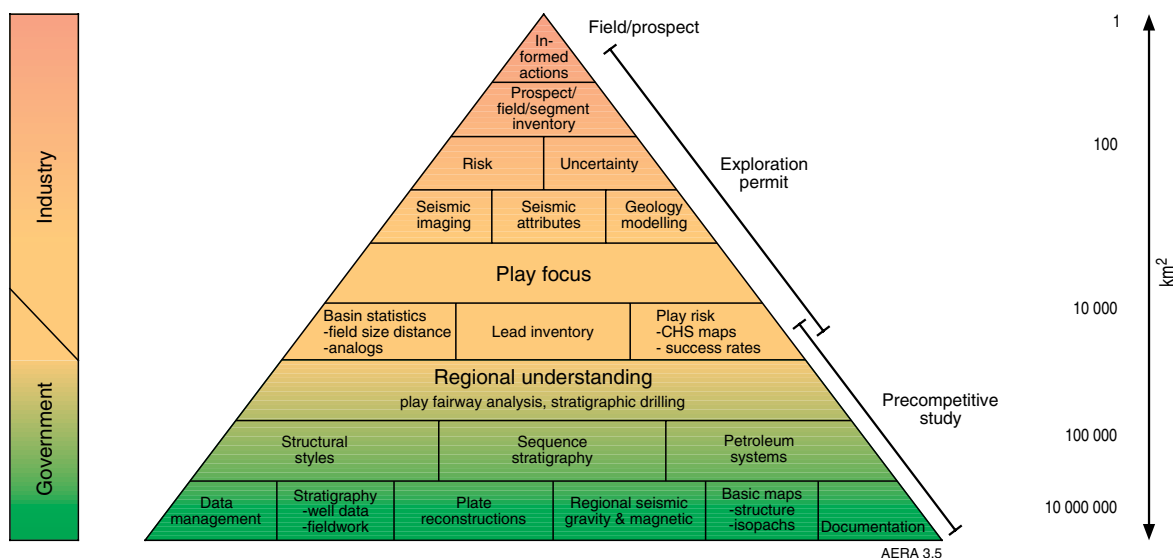 Industry
Government
Field/prospect
In-
formed
actions
Prospect/
field/segment
inventory
Risk
Uncertainty
Seismic
imaging
Seismic
attributes
Geology
modelling
Play focus
Basin statistics
-field size distance
-analogs
Lead inventory
Play risk
-CHS maps
- success rates
Regional understanding
play fairway analysis, stratigraphic drilling
Structural
styles
Sequence
stratigraphy
Petroleum
systems
Data
management
Stratigraphy
-well data
-fieldwork
Plate
reconstructions
Regional seismic
gravity & magnetic
Basic maps
-structure
-isopachs
Documentation
Exploration
permit
Precompetitive
study
1
100
10 000
100 000
10 000 000
km²
AERA 3.5